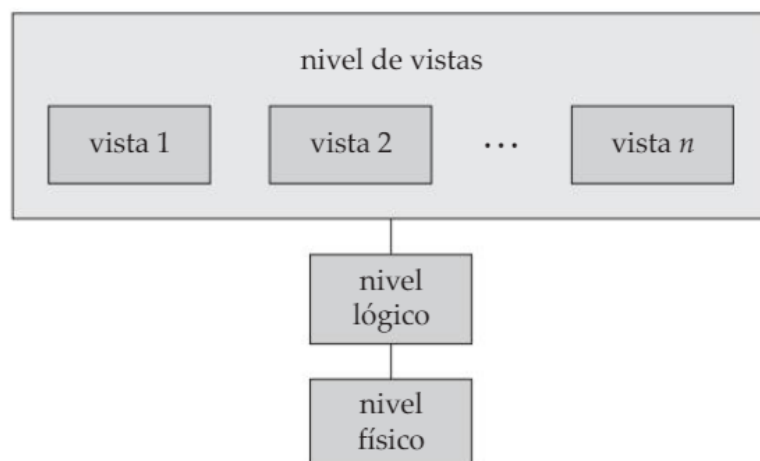 nivel de vistas
vista 1
vista 2
...
vista n
nivel
lógico
nivel
físico